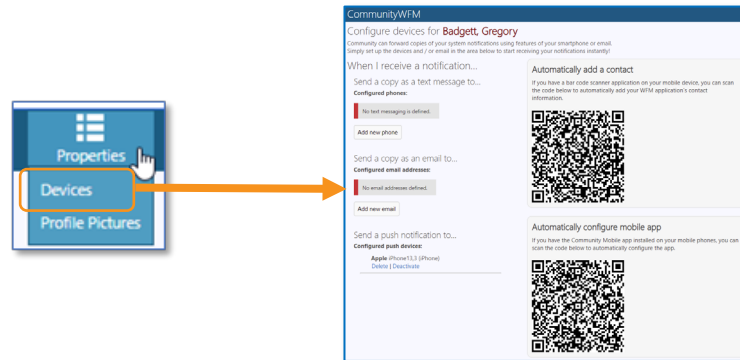 Properties
Devices
Profile Pictures
CommunityWFM
Configure devices for Badgett, Gregory
Community can forward copies of your system notifications using features of your smartphone or email.
Simply set up the devices and / or email in the area below to start receiving your notifications instantly!
When I receive a notification...
Send a copy as a text message to...
Configured phones:
No text messaging is defined.
Add new phone
Send a copy as an email to...
Configured email addresses:
No email addresses defined.
Add new email
Send a push notification to...
Configured push devices:
Apple iPhone13,3 (iPhone)
Delete | Deactivate
Automatically add a contact
If you have a bar code scanner application on your mobile device, you can scan
the code below to automatically add your WFM application's contact
information.
Automatically configure mobile app
If you have the Community Mobile app installed on your mobile phones, you can
scan the code below to automatically configure the app.